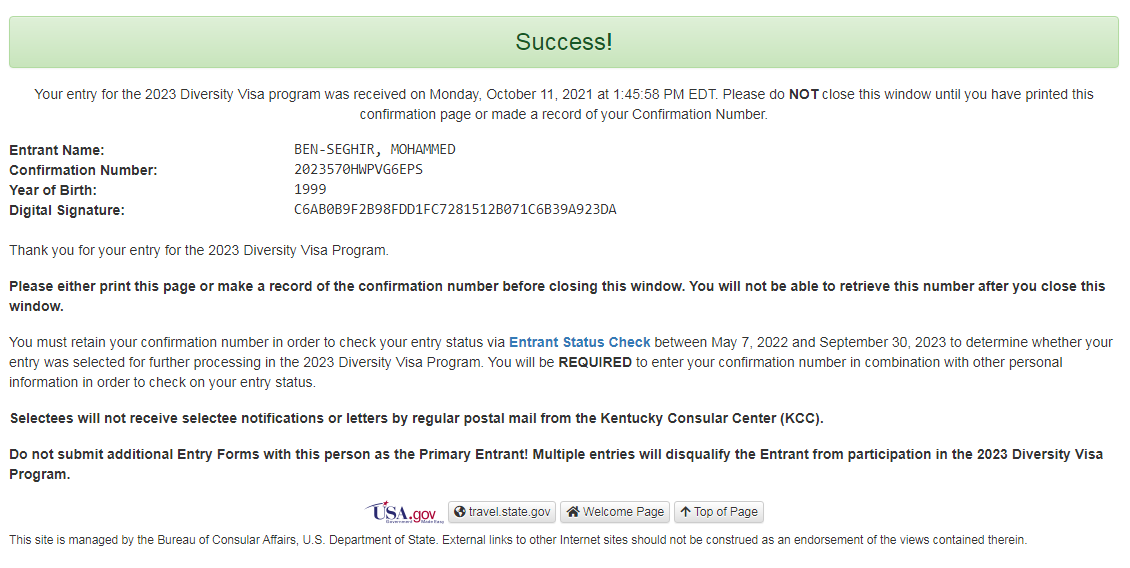 Success!
Your entry for the 2023 Diversity Visa program was received on Monday, October 11, 2021 at 1:45:58 PM EDT. Please do NOT close this window until you have printed this
confirmation page or made a record of your Confirmation Number.
Entrant Name: BEN-SEGHIR, MOHAMMED
Confirmation Number: 2023570HWPVG6EPS
Year of Birth: 1999
Digital Signature: C6AB0B9F2B98FDD1FC7281512B071C6B39A923DA
Thank you for your entry for the 2023 Diversity Visa Program.
Please either print this page or make a record of the confirmation number before closing this window. You will not be able to retrieve this number after you close this
window.
You must retain your confirmation number in order to check your entry status via Entrant Status Check between May 7, 2022 and September 30, 2023 to determine whether your
entry was selected for further processing in the 2023 Diversity Visa Program. You will be REQUIRED to enter your confirmation number in combination with other personal
information in order to check on your entry status.
Selectees will not receive selectee notifications or letters by regular postal mail from the Kentucky Consular Center (KCC).
Do not submit additional Entry Forms with this person as the Primary Entrant! Multiple entries will disqualify the Entrant from participation in the 2023 Diversity Visa
Program.
USA.gov travel.state.gov Welcome Page Top of Page
Government Made Easy
This site is managed by the Bureau of Consular Affairs, U.S. Department of State. External links to other Internet sites should not be construed as an endorsement of the views contained therein.